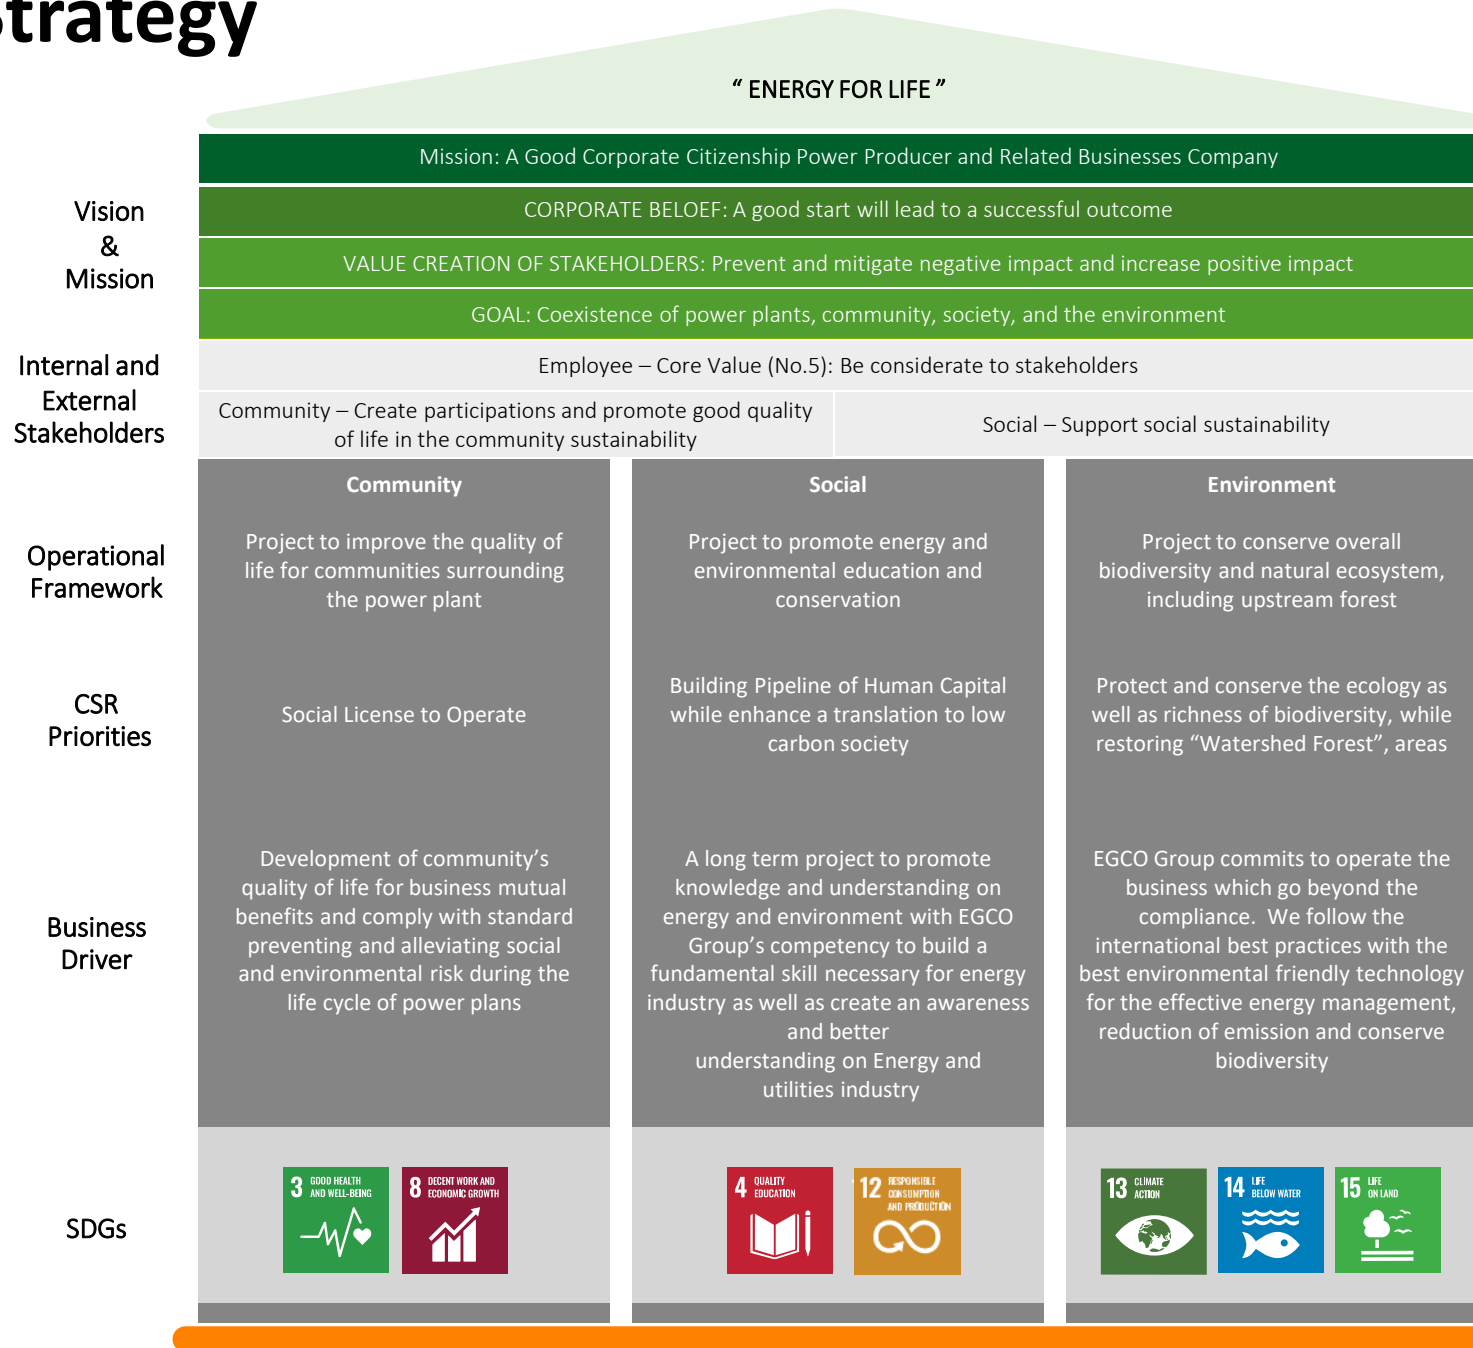 Strategy
“ ENERGY FOR LIFE ”
Mission: A Good Corporate Citizenship Power Producer and Related Businesses Company
Vision
&
Mission
CORPORATE BELOEF: A good start will lead to a successful outcome
VALUE CREATION OF STAKEHOLDERS: Prevent and mitigate negative impact and increase positive impact
GOAL: Coexistence of power plants, community, society, and the environment
Internal and
External
Stakeholders
Employee – Core Value (No.5): Be considerate to stakeholders
Community – Create participations and promote good quality
of life in the community sustainability
Social – Support social sustainability
Community
Social
Environment
Operational
Framework
Project to improve the quality of
life for communities surrounding
the power plant
Project to promote energy and
environmental education and
conservation
Project to conserve overall
biodiversity and natural ecosystem,
including upstream forest
CSR
Priorities
Social License to Operate
Building Pipeline of Human Capital
while enhance a translation to low
carbon society
Protect and conserve the ecology as
well as richness of biodiversity, while
restoring “Watershed Forest”, areas
Business
Driver
Development of community’s
quality of life for business mutual
benefits and comply with standard
preventing and alleviating social
and environmental risk during the
life cycle of power plans
A long term project to promote
knowledge and understanding on
energy and environment with EGCO
Group’s competency to build a
fundamental skill necessary for energy
industry as well as create an awareness
and better
understanding on Energy and
utilities industry
EGCO Group commits to operate the
business which go beyond the
compliance. We follow the
international best practices with the
best environmental friendly technology
for the effective energy management,
reduction of emission and conserve
biodiversity
SDGs
3 GOOD HEALTH
AND WELL-BEING
8 DECENT WORK AND
ECONOMIC GROWTH
4 QUALITY
EDUCATION
12 RESPONSIBLE
CONSUMPTION
AND PRODUCTION
13 CLIMATE
ACTION
14 LIFE
BELOW WATER
15 LIFE
ON LAND